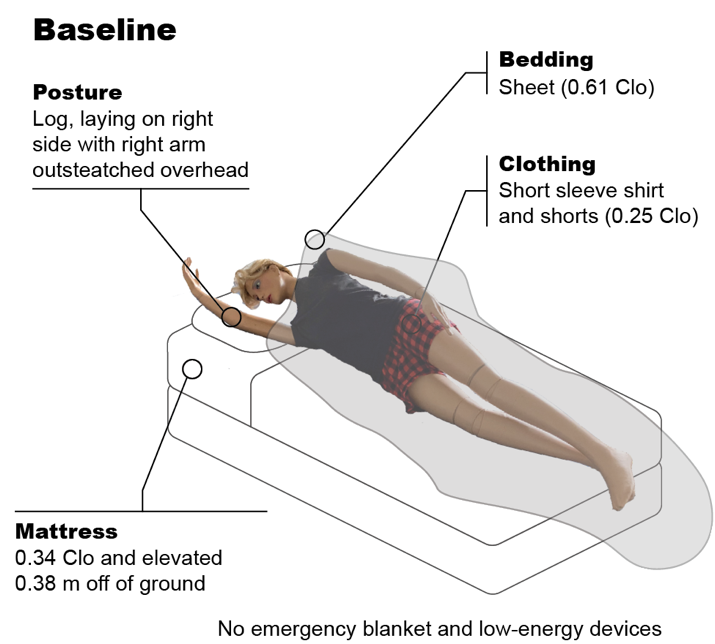 Baseline
Posture
Log, laying on right
side with right arm
outsteatched overhead
Bedding
Sheet (0.61 Clo)
Clothing
Short sleeve shirt
and shorts (0.25 Clo)
Mattress
0.34 Clo and elevated
0.38 m off of ground
No emergency blanket and low-energy devices